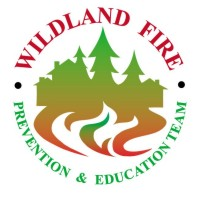 WILDLAND FIRE
PREVENTION & EDUCATION TEAM